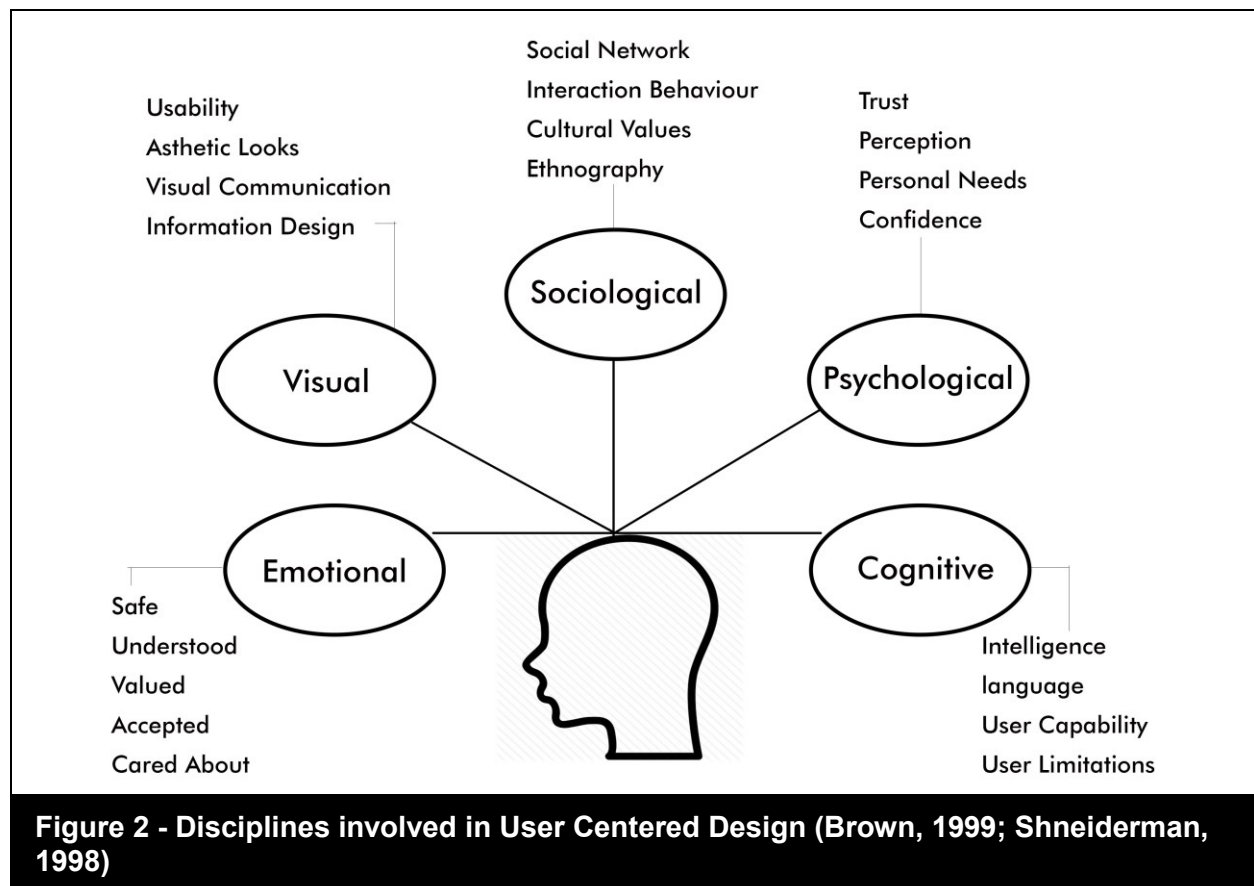 Social Network
Interaction Behaviour
Cultural Values
Ethnography
Usability
Asthetic Looks
Visual Communication
Information Design
Trust
Perception
Personal Needs
Confidence
Sociological
Visual
Psychological
Emotional
Cognitive
Safe
Understood
Valued
Accepted
Cared About
Intelligence
language
User Capability
User Limitations
Figure 2 - Disciplines involved in User Centered Design (Brown, 1999; Shneiderman,
1998)